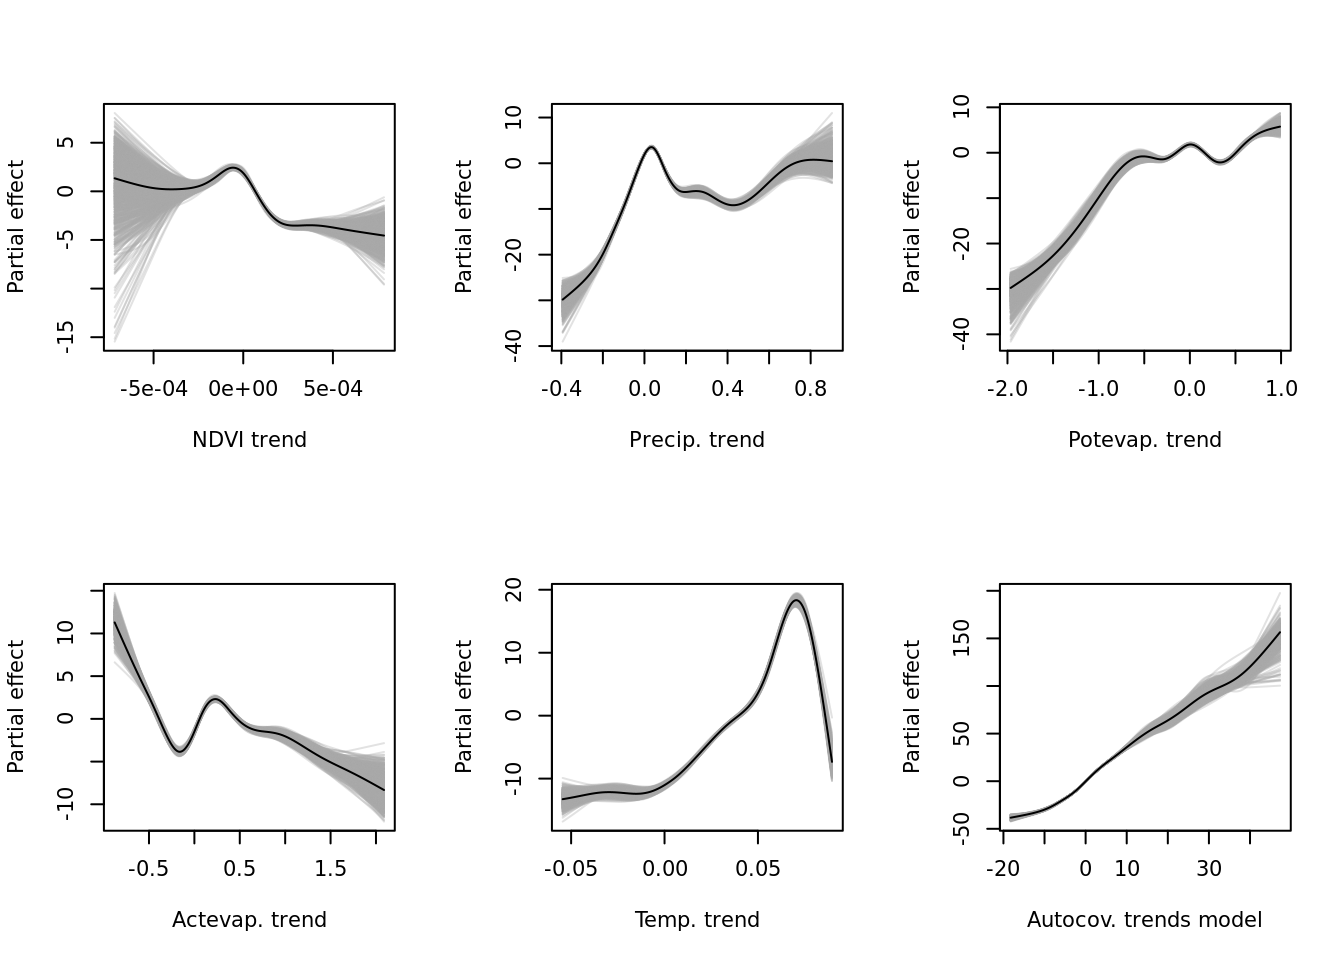 Partial effect
5
0
-5
-15
-5e-04 0e+00 5e-04
NDVI trend
Partial effect
10
0
-20
-40
-0.4 0.0 0.4 0.8
Precip. trend
Partial effect
10
0
-20
-40
-2.0 -1.0 0.0 1.0
Potevap. trend
Partial effect
10
5
0
-10
-0.5 0.5 1.5
Actevap. trend
Partial effect
20
10
0
-10
-0.05 0.00 0.05
Temp. trend
Partial effect
150
50
0
-50
-20 0 10 30
Autocov. trends model